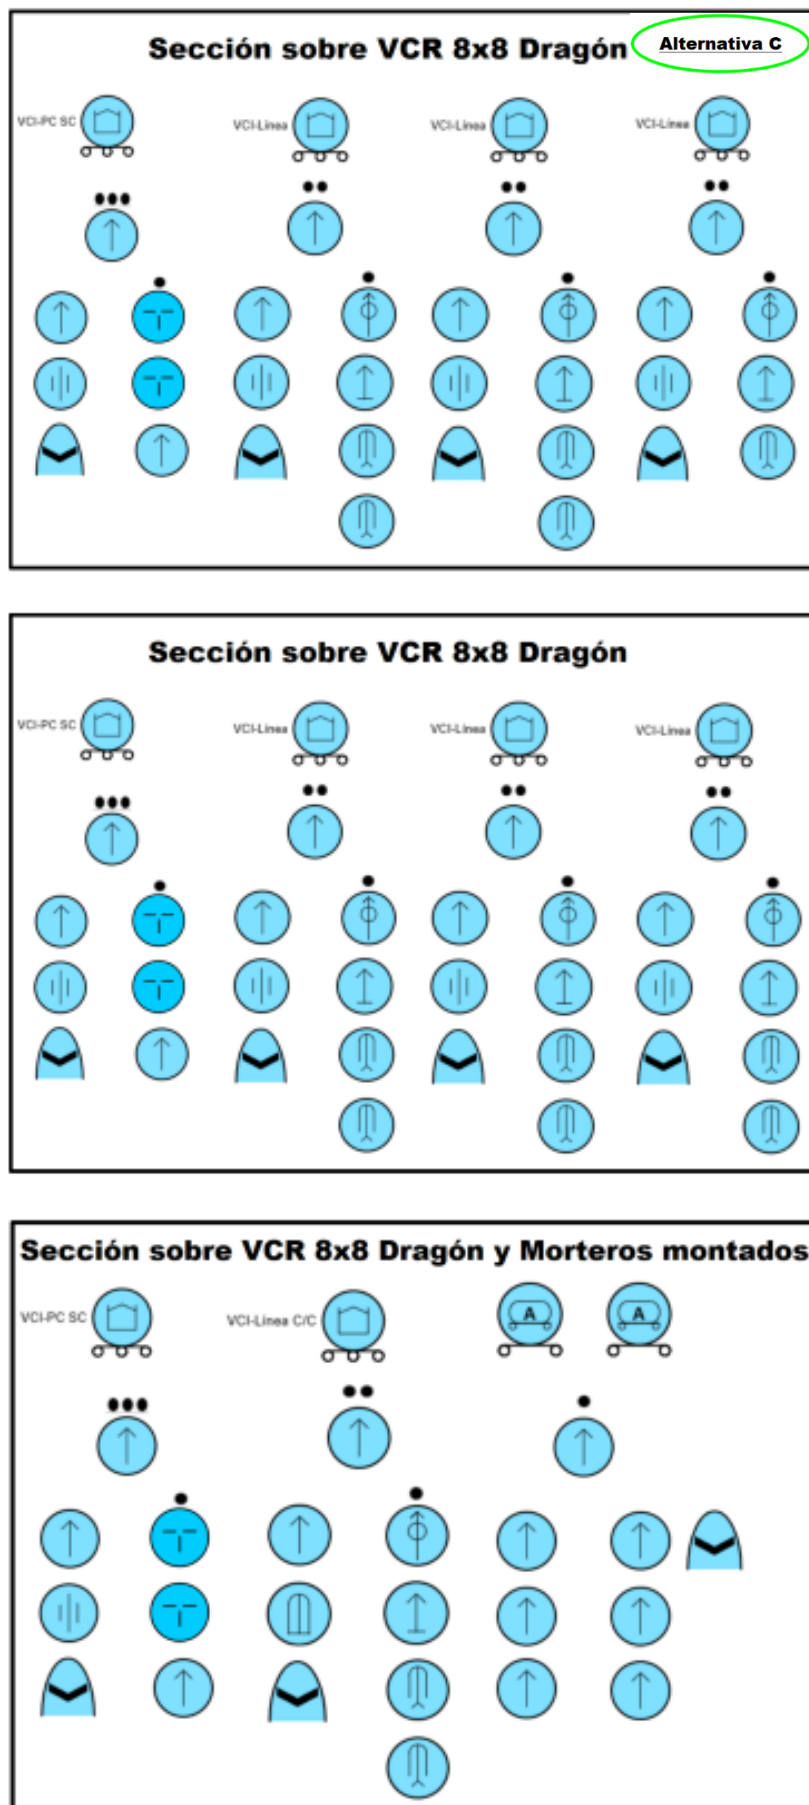 Sección sobre VCR 8x8 Dragón
Alternativa C
VCI-PC SC
VCI-Línea
VCI-Línea
VCI-Línea
Sección sobre VCR 8x8 Dragón
VCI-PC SC
VCI-Línea
VCI-Línea
VCI-Línea
Sección sobre VCR 8x8 Dragón y Morteros montados
VCI-PC SC
VCI-Línea C/C
A
A